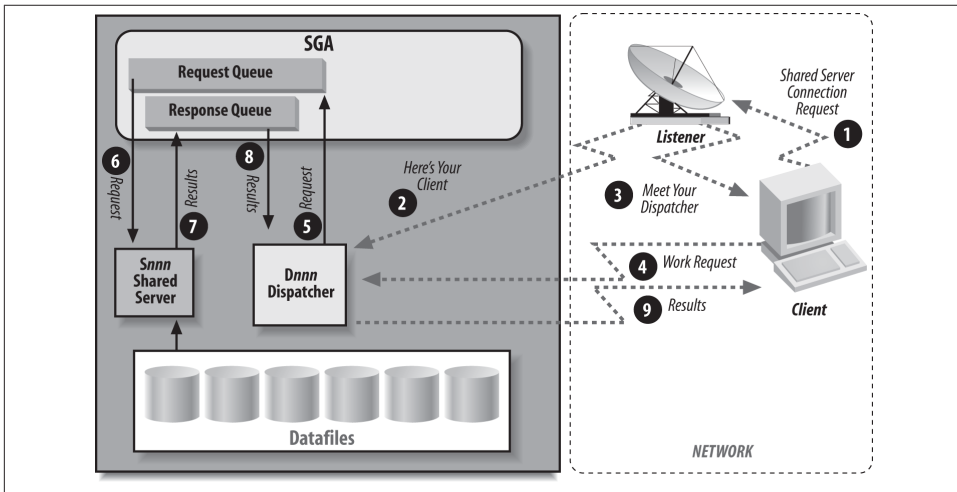 SGA
Request Queue
Response Queue
6
Request
7
Results
8
Results
5
Request
Here's Your
Client
2
Listener
Shared Server
Connection
Request
1
3
Meet Your
Dispatcher
Snnn
Shared
Server
Dnnn
Dispatcher
4
Work Request
9
Results
Client
Datafiles
NETWORK